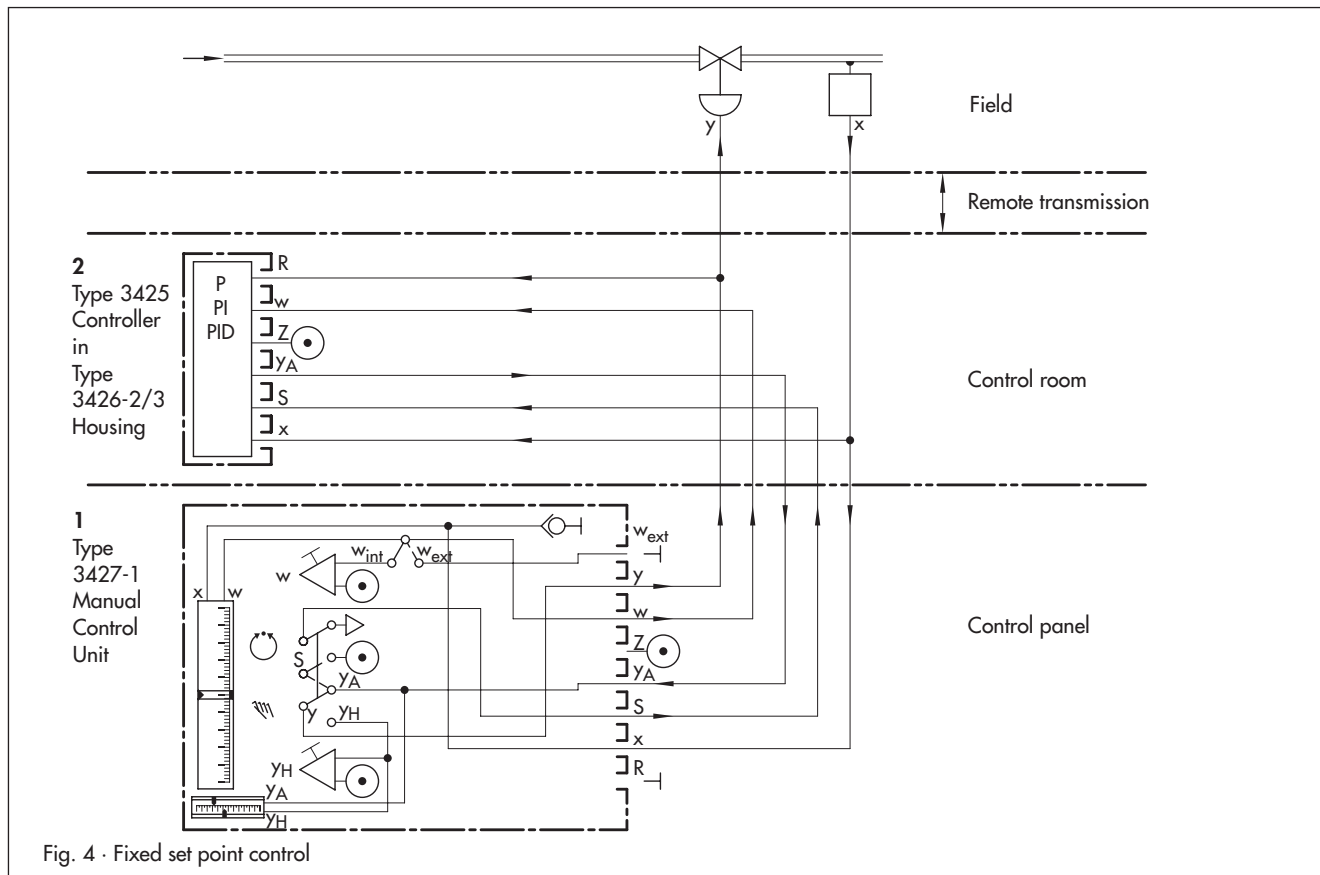 y
x
Field
Remote transmission
2
Type 3425
Controller
in
Type
3426-2/3
Housing
P
PI
PID
R
w
Z
yA
S
x
Control room
1
Type
3427-1
Manual
Control
Unit
x w
w
wint
wext
S
yA
y
yH
yH
yA
yH
wext
y
w
Z
yA
S
x
R
Control panel
Fig. 4 · Fixed set point control